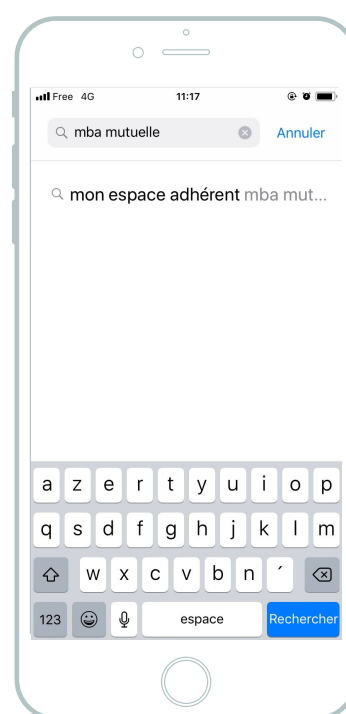 Free 4G 11:17
mba mutuelle Annuler
mon espace adhérent mba mut...
a z e r t y u i o p
q s d f g h j k l m
w x c v b n ´
123 espace Rechercher